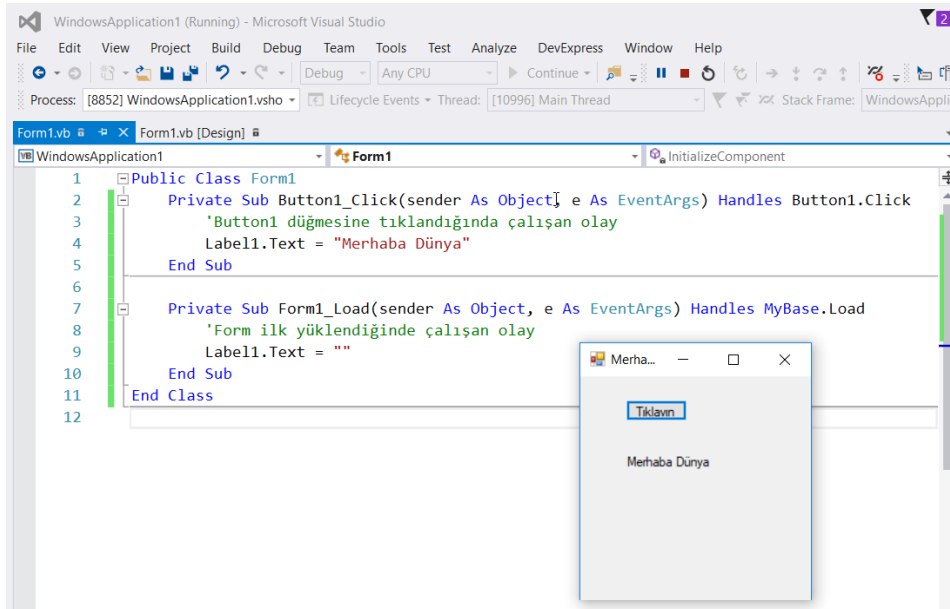 WindowsApplication1 (Running) - Microsoft Visual Studio
2
File Edit View Project Build Debug Team Tools Test Analyze DevExpress Window Help
Debug Any CPU Continue
Process: [8852] WindowsApplication1.vsho Lifecycle Events Thread: [10996] Main Thread Stack Frame: WindowsAppli
Form1.vb Form1.vb [Design]
VB WindowsApplication1 Form1 InitializeComponent
1 Public Class Form1
2 Private Sub Button1_Click(sender As Object, e As EventArgs) Handles Button1.Click
3 'Button1 düğmesine tıklandığında çalışan olay
4 Label1.Text = "Merhaba Dünya"
5 End Sub
6
7 Private Sub Form1_Load(sender As Object, e As EventArgs) Handles MyBase.Load
8 'Form ilk yüklendiğinde çalışan olay
9 Label1.Text = ""
10 End Sub
11 End Class
12
Merha...
Tıklavın
Merhaba Dünya